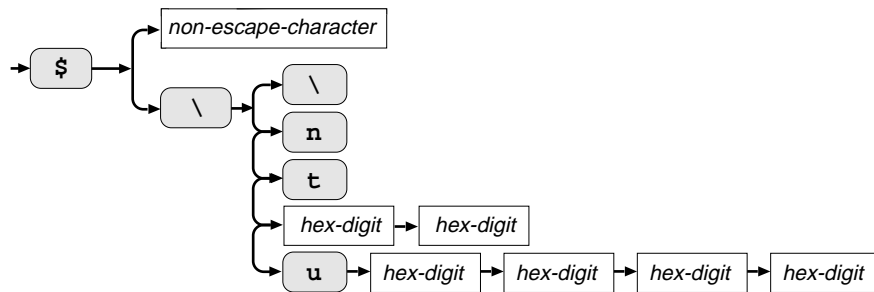 non-escape-character
$
\ \
n
t
hex-digit hex-digit
u hex-digit hex-digit hex-digit hex-digit